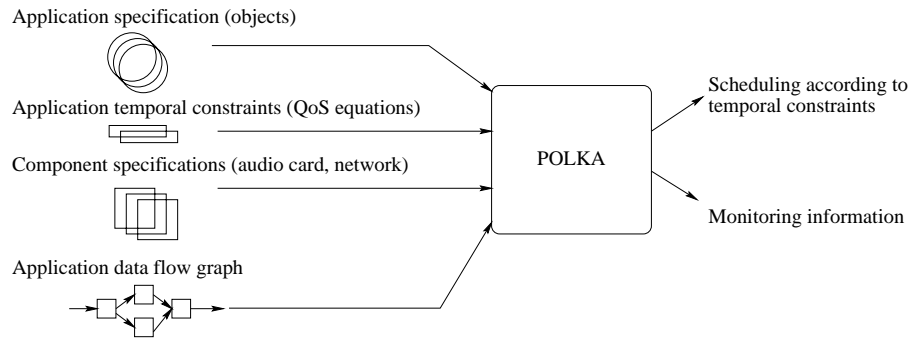 Application specification (objects)
Application temporal constraints (QoS equations)
Component specifications (audio card, network)
Application data flow graph
POLKA
Scheduling according to
temporal constraints
Monitoring information